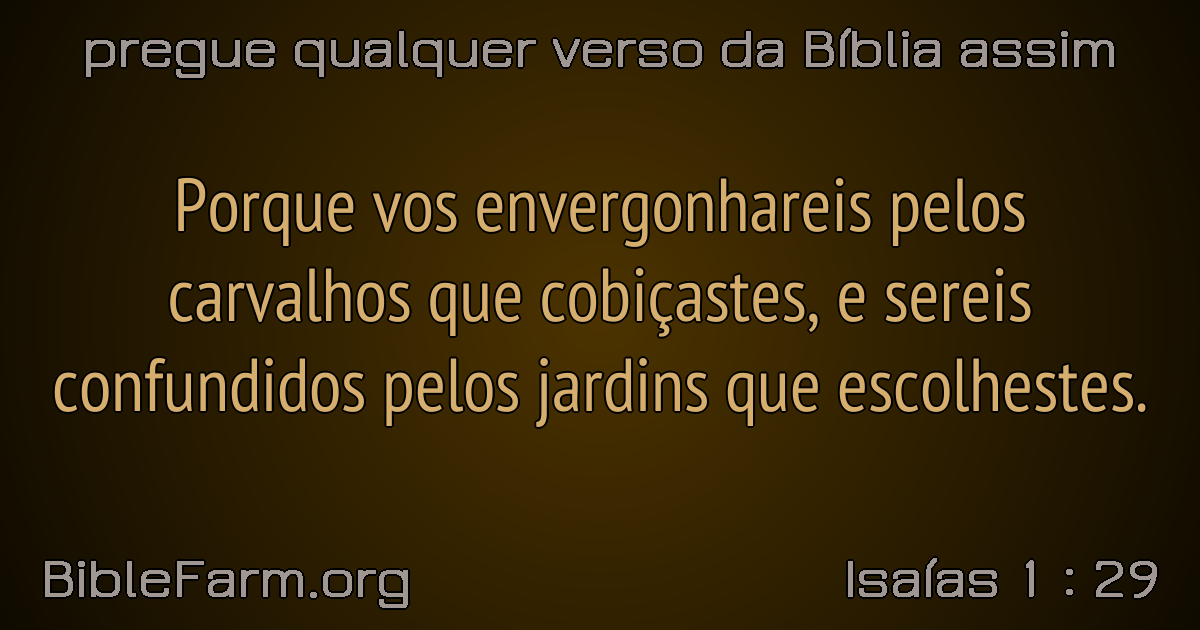 pregue qualquer verso da Bíblia assim
Porque vos envergonhareis pelos
carvalhos que cobiçastes, e sereis
confundidos pelos jardins que escolhestes.
BibleFarm.org
Isaías 1 : 29